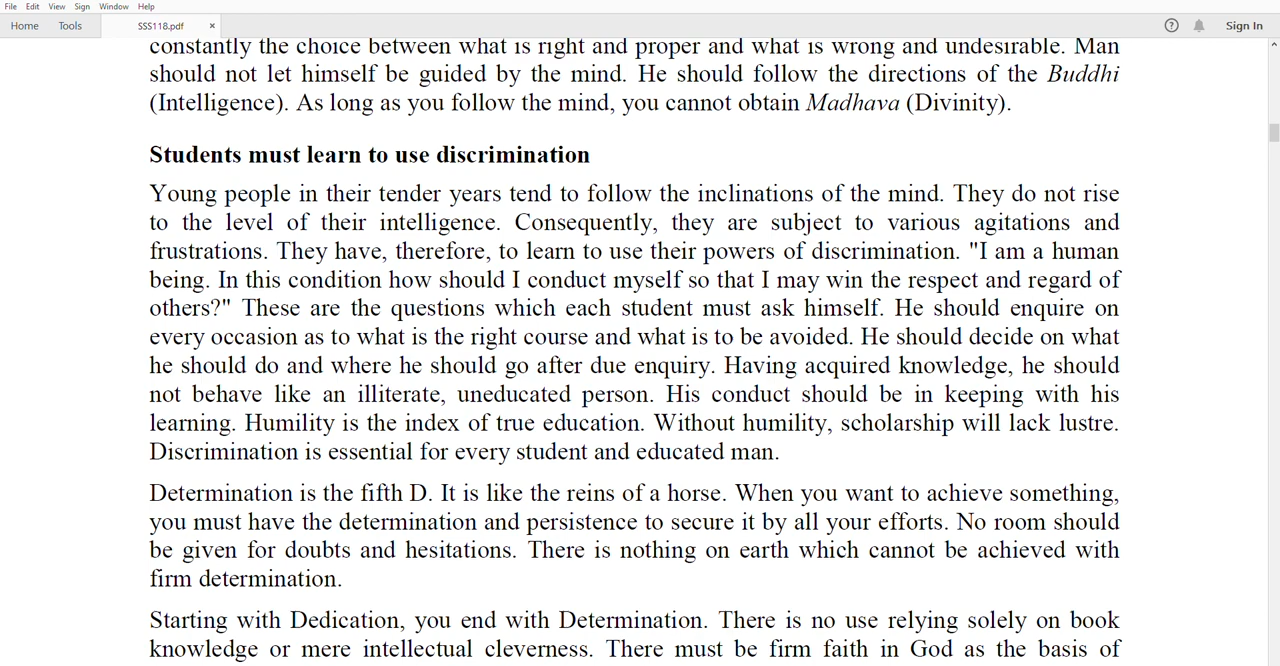 File Edit View Sign Window Help
Home Tools SSS118.pdf × ? Sign In
constantly the choice between what is right and proper and what is wrong and undesirable. Man
should not let himself be guided by the mind. He should follow the directions of the Buddhi
(Intelligence). As long as you follow the mind, you cannot obtain Madhava (Divinity).
Students must learn to use discrimination
Young people in their tender years tend to follow the inclinations of the mind. They do not rise
to the level of their intelligence. Consequently, they are subject to various agitations and
frustrations. They have, therefore, to learn to use their powers of discrimination. "I am a human
being. In this condition how should I conduct myself so that I may win the respect and regard of
others?" These are the questions which each student must ask himself. He should enquire on
every occasion as to what is the right course and what is to be avoided. He should decide on what
he should do and where he should go after due enquiry. Having acquired knowledge, he should
not behave like an illiterate, uneducated person. His conduct should be in keeping with his
learning. Humility is the index of true education. Without humility, scholarship will lack lustre.
Discrimination is essential for every student and educated man.
Determination is the fifth D. It is like the reins of a horse. When you want to achieve something,
you must have the determination and persistence to secure it by all your efforts. No room should
be given for doubts and hesitations. There is nothing on earth which cannot be achieved with
firm determination.
Starting with Dedication, you end with Determination. There is no use relying solely on book
knowledge or mere intellectual cleverness. There must be firm faith in God as the basis of